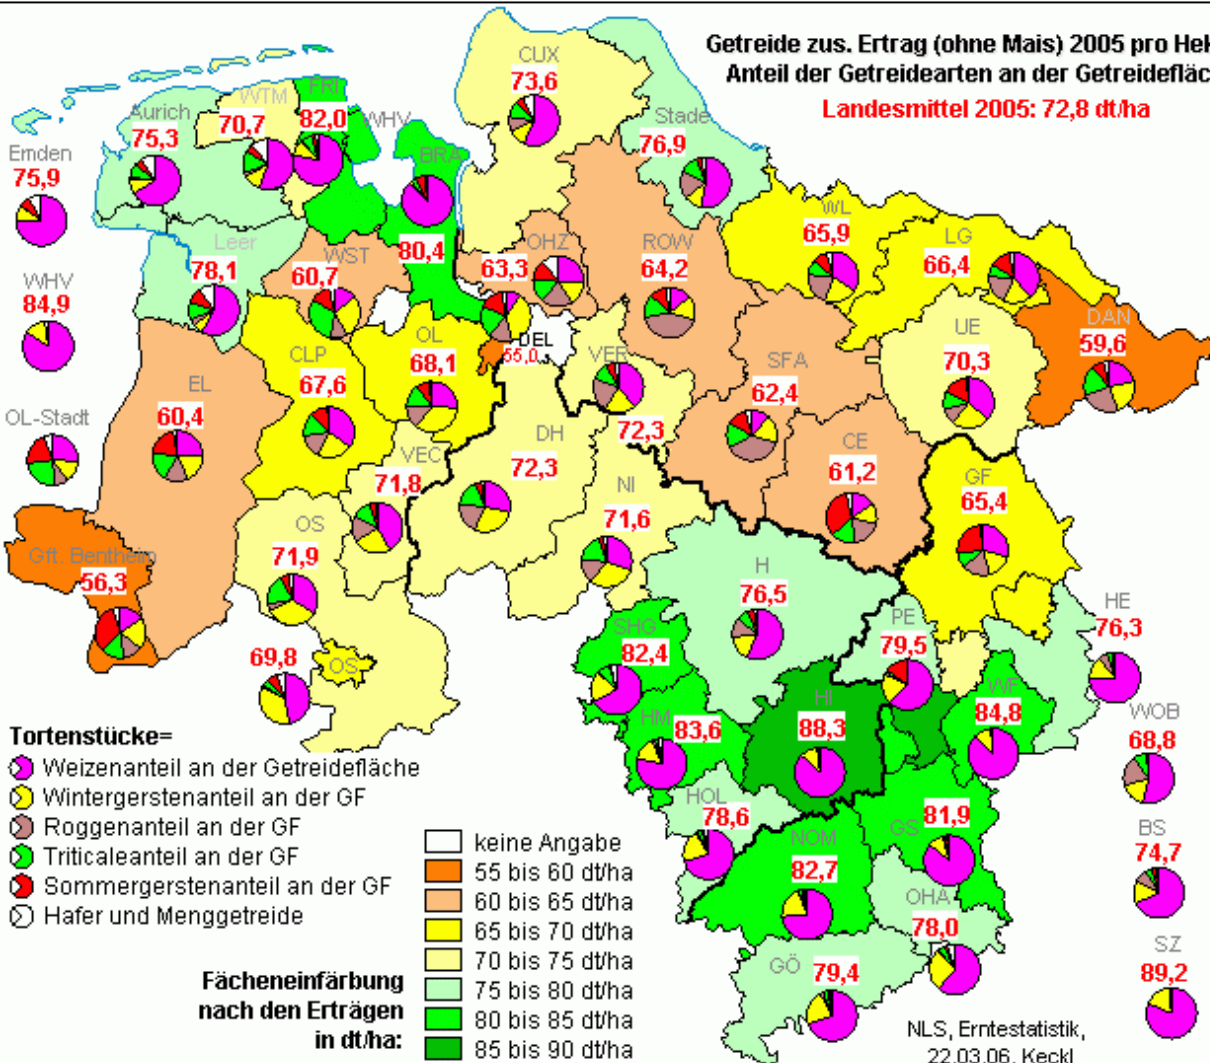 Getreide zus. Ertrag (ohne Mais) 2005 pro Hek
Anteil der Getreidearten an der Getreidefläc
Landesmittel 2005: 72,8 dt/ha
CUX
73,6
Aurich
75,3
WTM
70,7
FRI
82,0
WHV
BRA
80,4
Stade
76,9
Emden
75,9
WHV
84,9
Leer
78,1
WST
60,7
OHZ
63,3
ROW
64,2
WL
65,9
LG
66,4
DAN
59,6
UE
70,3
OL
68,1
DEL
55,0
VER
72,3
SFA
62,4
CLP
67,6
EL
60,4
OL-Stadt
VEC
71,8
DH
72,3
NI
71,6
CE
61,2
GF
65,4
Gft. Bentheim
56,3
OS
71,9
OS
69,8
H
76,5
PE
79,5
HE
76,3
SHG
82,4
HM
83,6
HI
88,3
WF
84,8
WOB
68,8
HOL
78,6
NOM
82,7
GS
81,9
BS
74,7
OHA
78,0
GÖ
79,4
SZ
89,2
Tortenstücke=
Weizenanteil an der Getreidefläche
Wintergerstenanteil an der GF
Roggenanteil an der GF
Triticaleanteil an der GF
Sommergerstenanteil an der GF
Hafer und Menggetreide
Fächeneinfärbung
nach den Erträgen
in dt/ha:
keine Angabe
55 bis 60 dt/ha
60 bis 65 dt/ha
65 bis 70 dt/ha
70 bis 75 dt/ha
75 bis 80 dt/ha
80 bis 85 dt/ha
85 bis 90 dt/ha
NLS, Erntestatistik,
22.03.06, Keckl